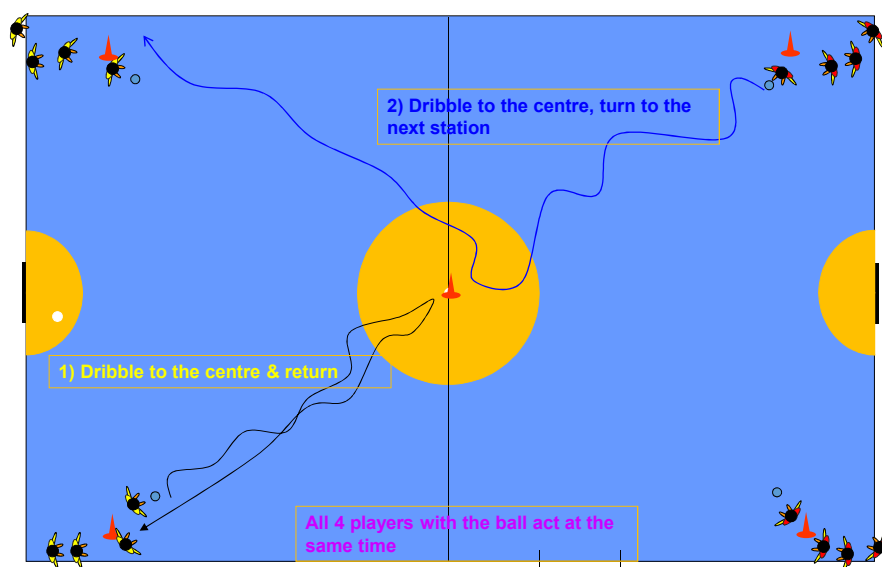 2) Dribble to the centre, turn to the
next station
1) Dribble to the centre & return
All 4 players with the ball act at the
same time